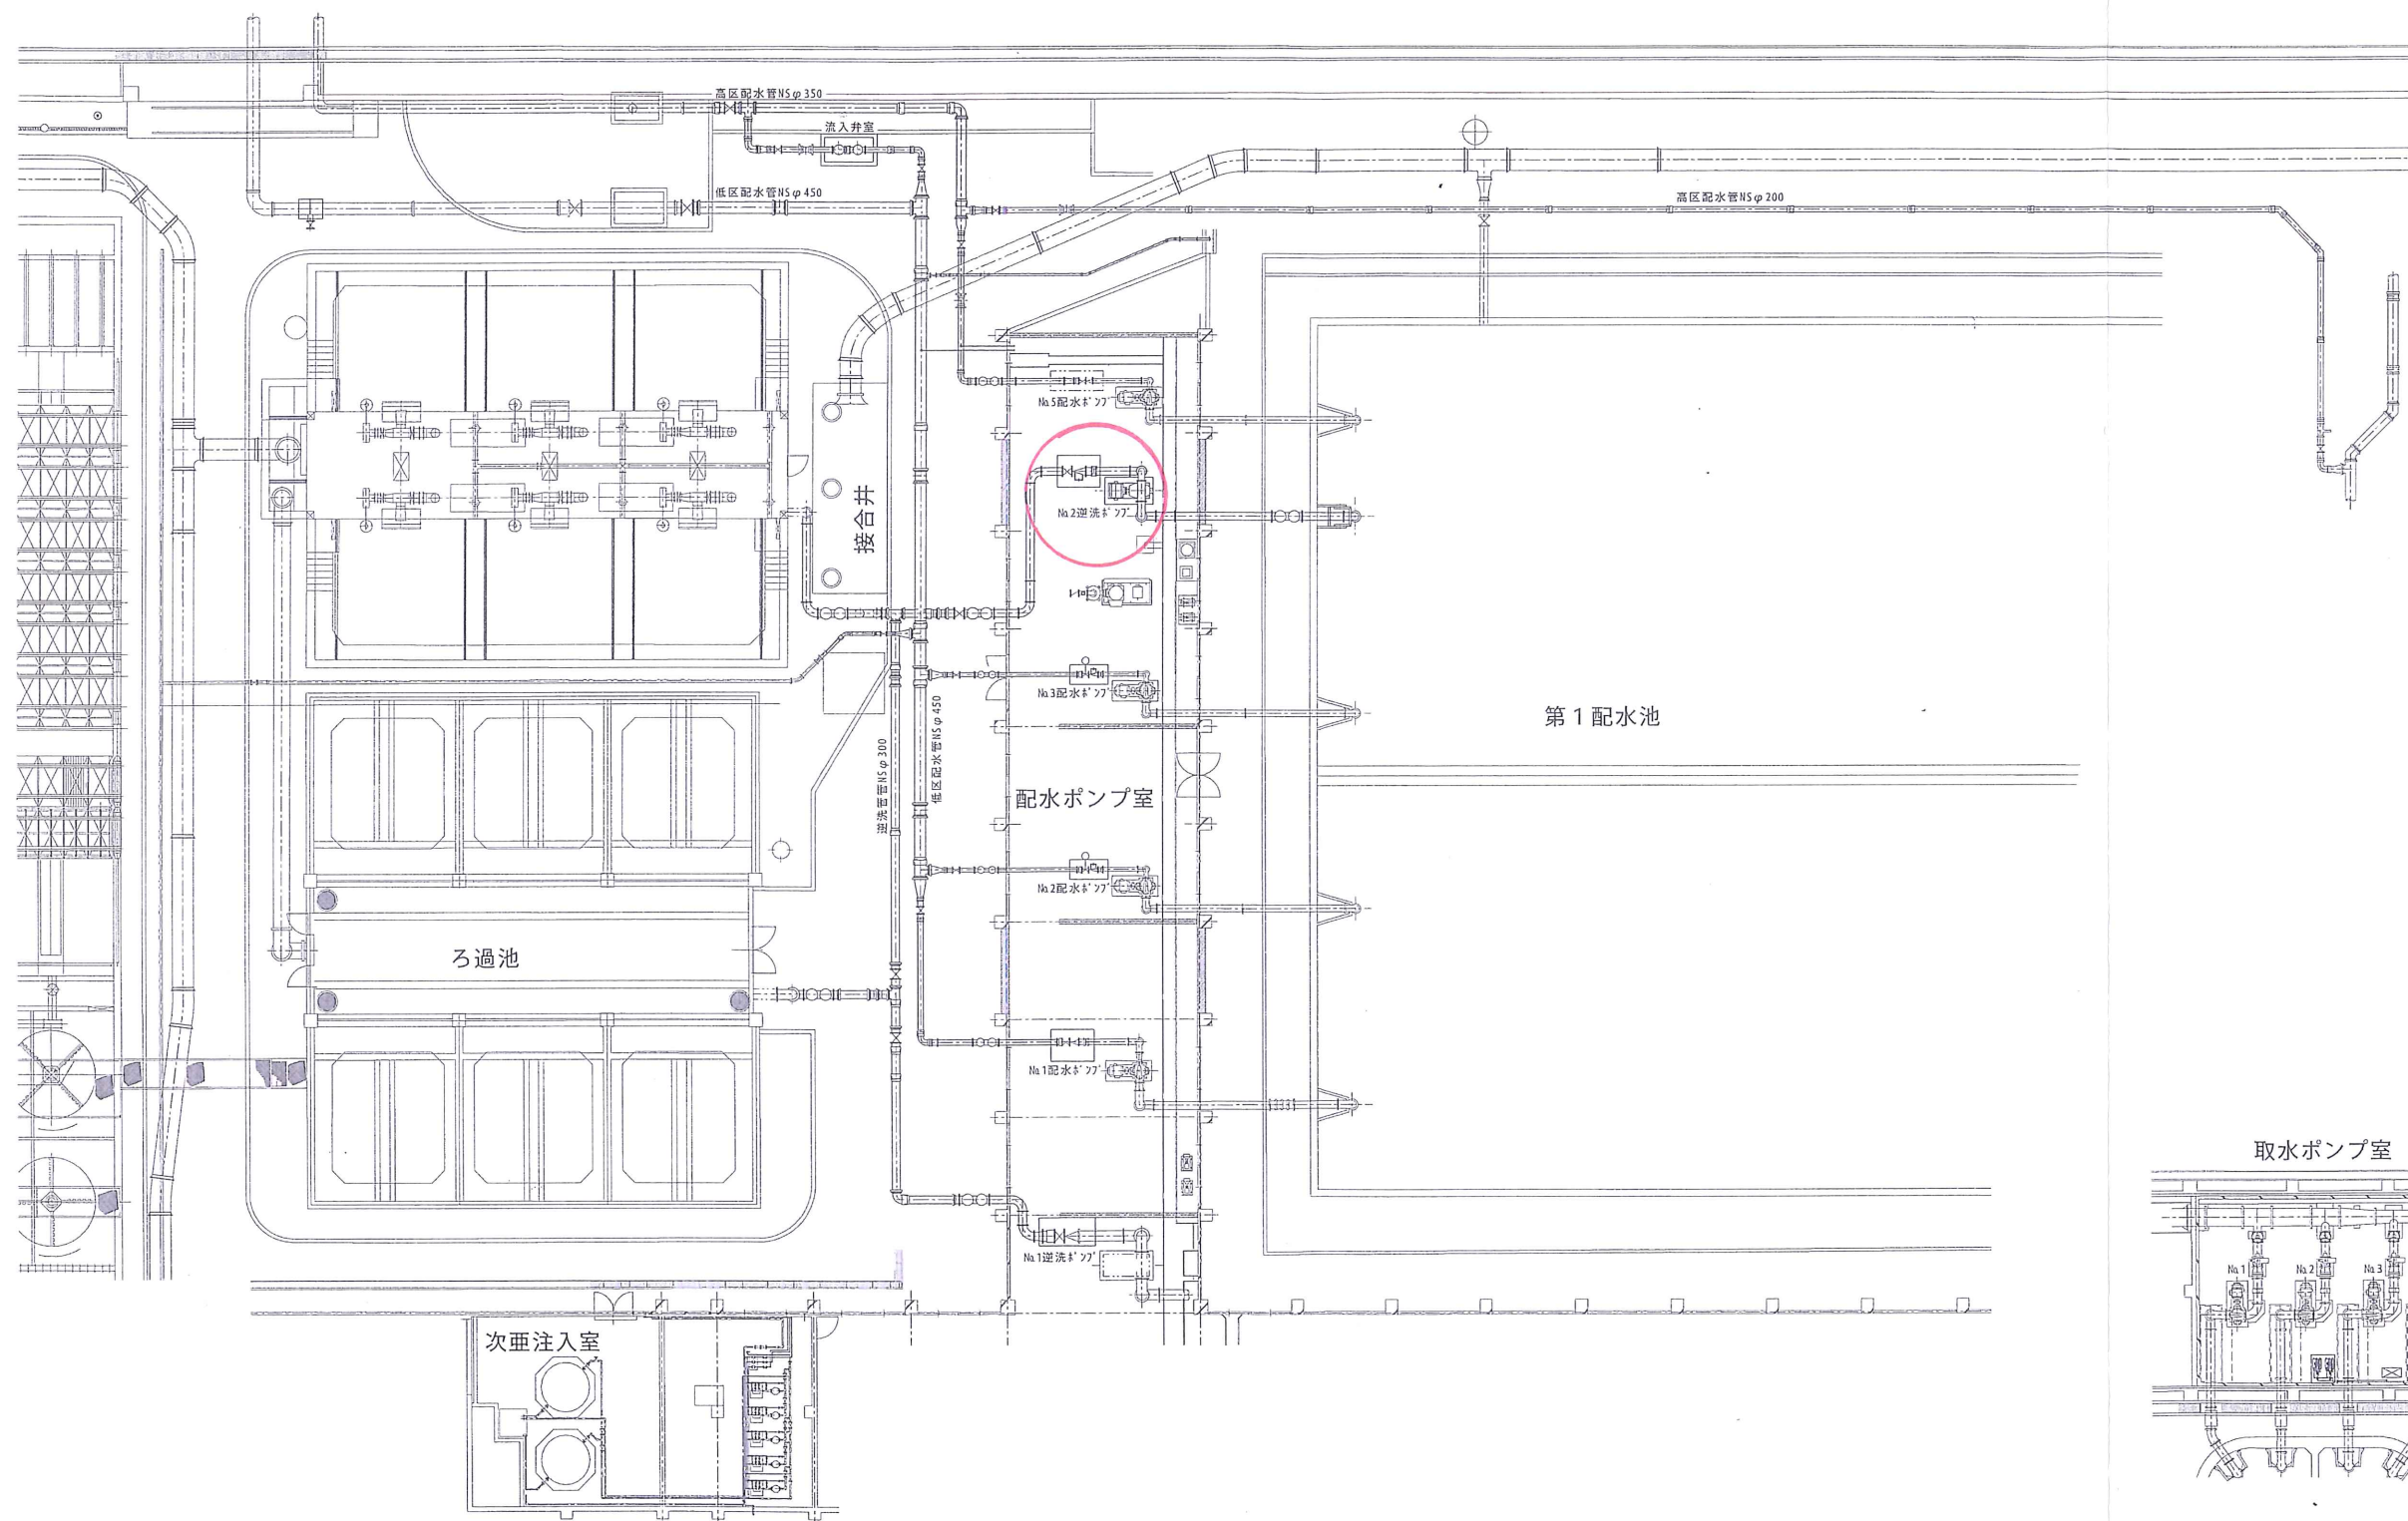 高区配水管NSφ350
流入弁室
低区配水管NSφ450
高区配水管NSφ200
No.5配水ポンプ
接合井
No.2逆洗ポンプ
No.3配水ポンプ
第1配水池
逆洗管NSφ300
低区配水管NSφ450
配水ポンプ室
No.2配水ポンプ
ろ過池
No.1配水ポンプ
取水ポンプ室
No.1逆洗ポンプ
No.1
No.2
No.3
次亜注入室